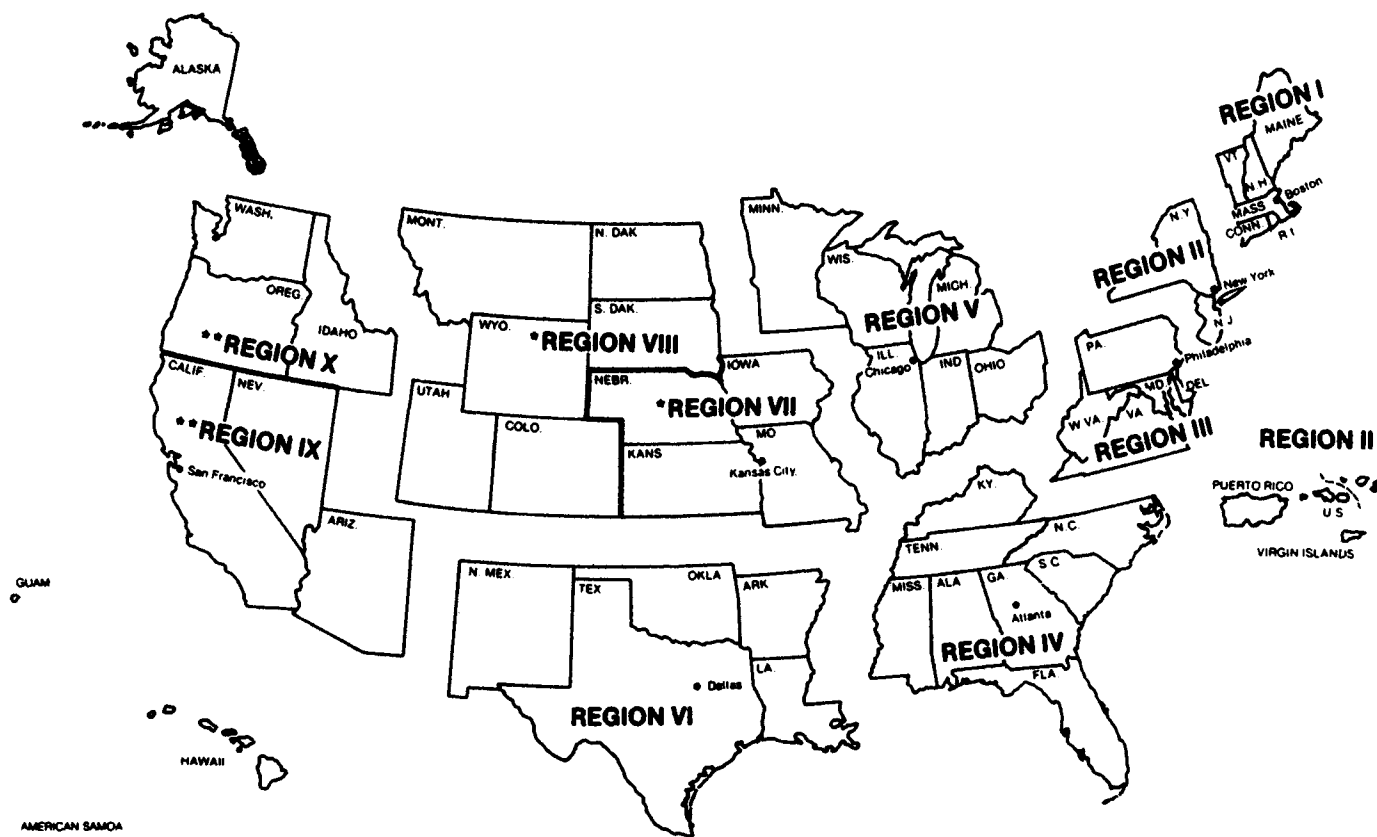 ALASKA
REGION I
MAINE
VT.
N.H.
Boston
MASS
CONN.
R I
WASH.
MONT.
N. DAK
MINN.
N.Y
WIS.
REGION II
MICH.
New York
OREG.
S. DAK.
REGION V
N J
IDAHO
WYO.
**REGION X
*REGION VIII
PA.
Philadelphia
CALIF.
NEV.
UTAH
NEBR.
IOWA
ILL.
Chicago
IND
OHIO
MD.
DEL
*REGION VII
W VA.
VA
**REGION IX
COLO.
MO
REGION III
REGION II
KANS
Kansas City.
San Francisco
KY.
PUERTO RICO
U S
ARIZ.
N.C.
TENN.
VIRGIN ISLANDS
S C
GUAM
N. MEX.
TEX
OKLA
ARK
MISS.
ALA
GA.
Atlanta
REGION IV
LA.
FLA
Dallas
REGION VI
HAWAII
AMERICAN SAMOA